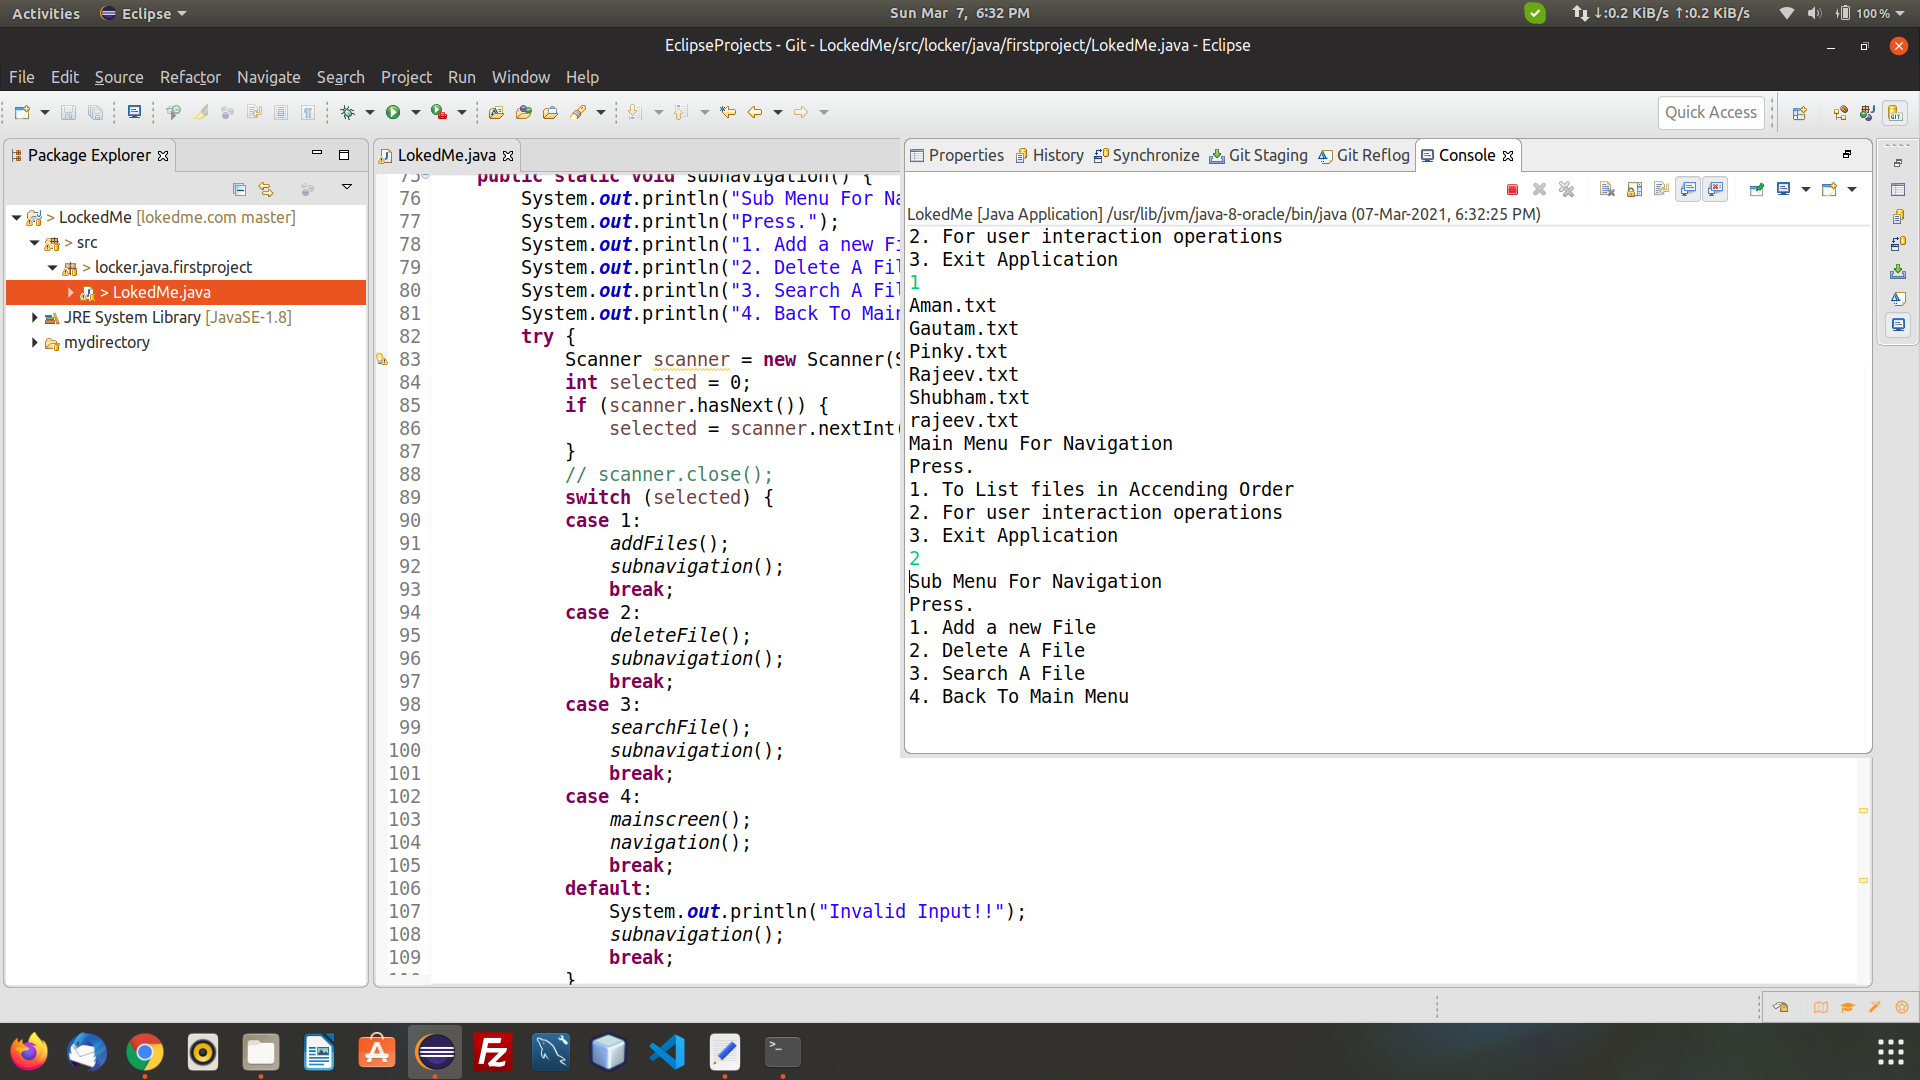 Activities
Eclipse
Sun Mar 7, 6:32 PM
↓:0.2 KiB/s ↑:0.2 KiB/s
100 %
EclipseProjects - Git - LockedMe/src/locker/java/firstproject/LokedMe.java - Eclipse
File Edit Source Refactor Navigate Search Project Run Window Help
Quick Access
Package Explorer
> LockedMe [lokedme.com master]
> src
> locker.java.firstproject
> LokedMe.java
JRE System Library [JavaSE-1.8]
mydirectory
LokedMe.java
75 public static void subnavigation() {
76 System.out.println("Sub Menu For Na
77 System.out.println("Press.");
78 System.out.println("1. Add a new Fi
79 System.out.println("2. Delete A Fil
80 System.out.println("3. Search A Fil
81 System.out.println("4. Back To Main
82 try {
83 Scanner scanner = new Scanner(S
84 int selected = 0;
85 if (scanner.hasNext()) {
86 selected = scanner.nextInt(
87 }
88 // scanner.close();
89 switch (selected) {
90 case 1:
91 addFiles();
92 subnavigation();
93 break;
94 case 2:
95 deleteFile();
96 subnavigation();
97 break;
98 case 3:
99 searchFile();
100 subnavigation();
101 break;
102 case 4:
103 mainscreen();
104 navigation();
105 break;
106 default:
107 System.out.println("Invalid Input!!");
108 subnavigation();
109 break;
110 }
Properties History Synchronize Git Staging Git Reflog Console
LokedMe [Java Application] /usr/lib/jvm/java-8-oracle/bin/java (07-Mar-2021, 6:32:25 PM)
2. For user interaction operations
3. Exit Application
1
Aman.txt
Gautam.txt
Pinky.txt
Rajeev.txt
Shubham.txt
rajeev.txt
Main Menu For Navigation
Press.
1. To List files in Accending Order
2. For user interaction operations
3. Exit Application
2
Sub Menu For Navigation
Press.
1. Add a new File
2. Delete A File
3. Search A File
4. Back To Main Menu